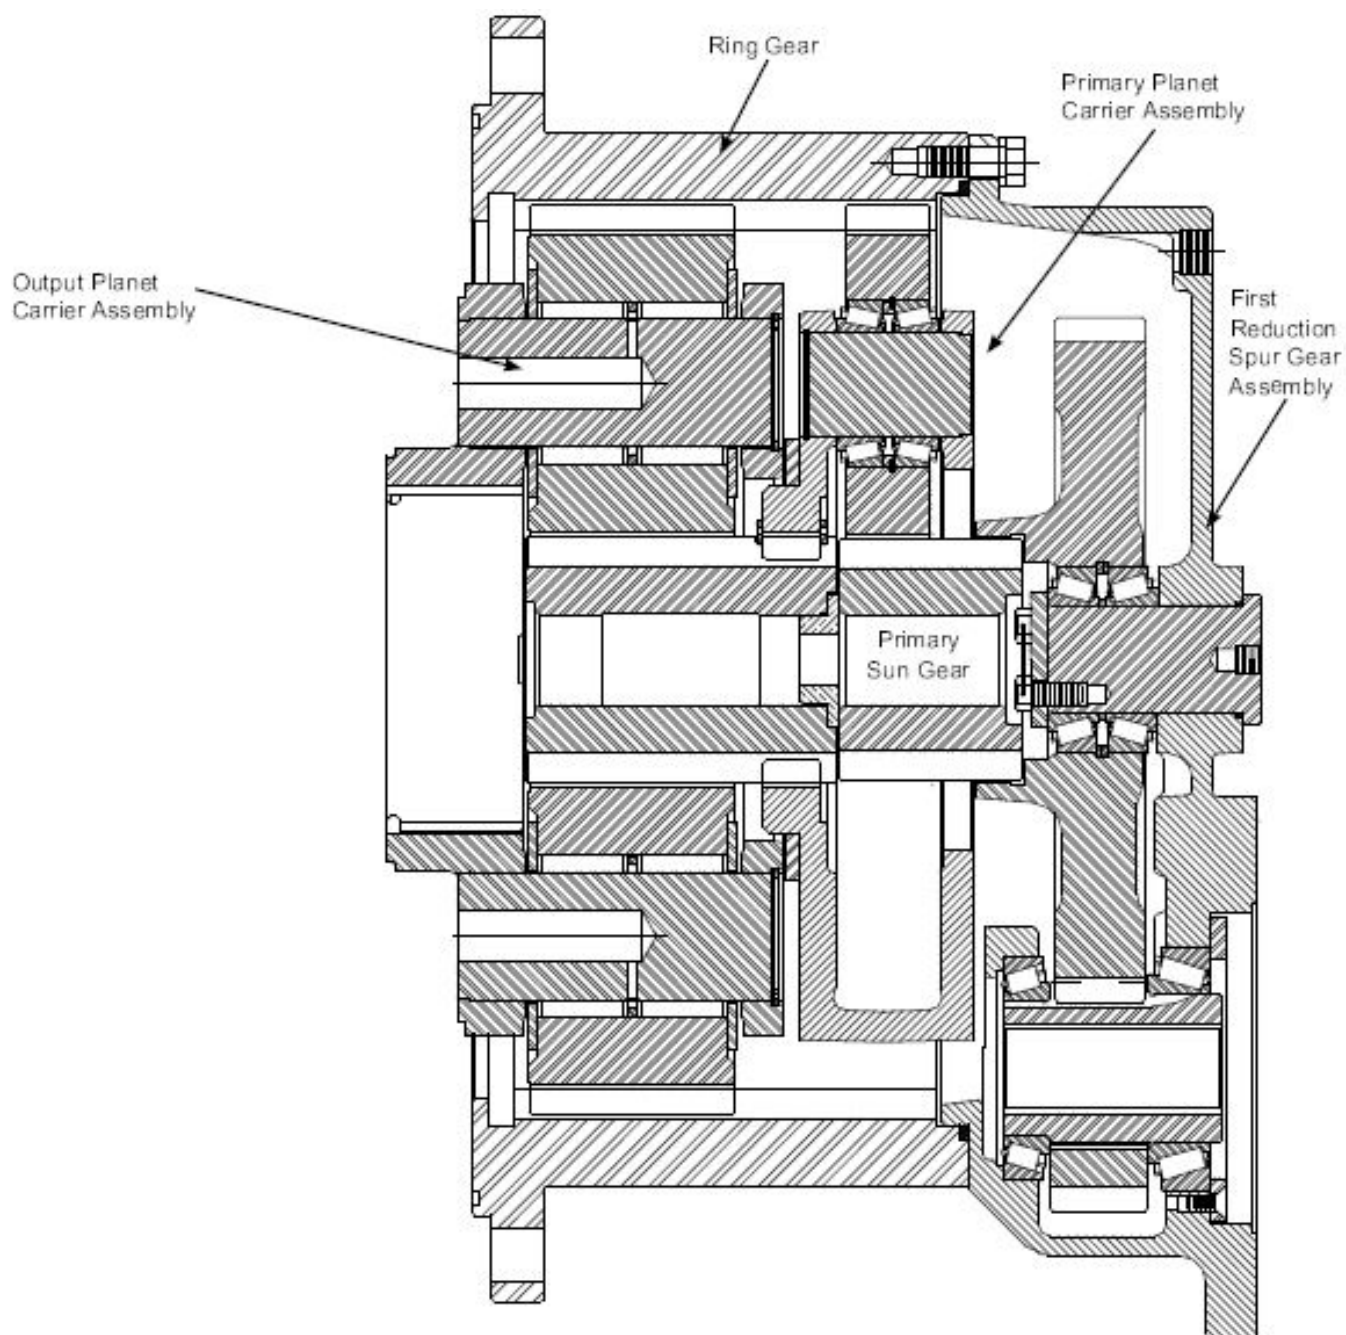 Ring Gear
Primary Planet
Carrier Assembly
Output Planet
Carrier Assembly
First
Reduction
Spur Gear
Assembly
Primary
Sun Gear